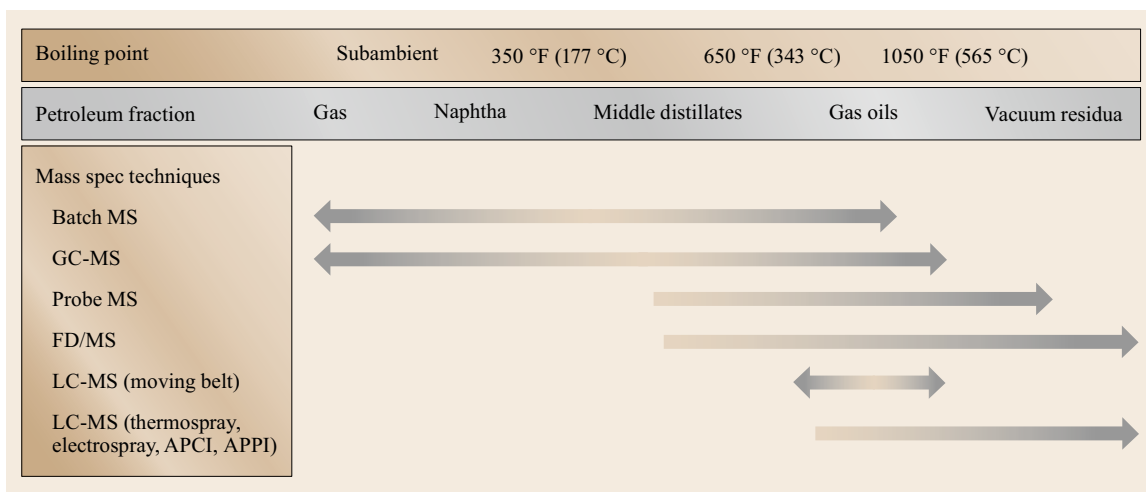 Boiling point Subambient 350 °F (177 °C) 650 °F (343 °C) 1050 °F (565 °C)
Petroleum fraction Gas Naphtha Middle distillates Gas oils Vacuum residua
Mass spec techniques
Batch MS
GC-MS
Probe MS
FD/MS
LC-MS (moving belt)
LC-MS (thermospray,
electrospray, APCI, APPI)